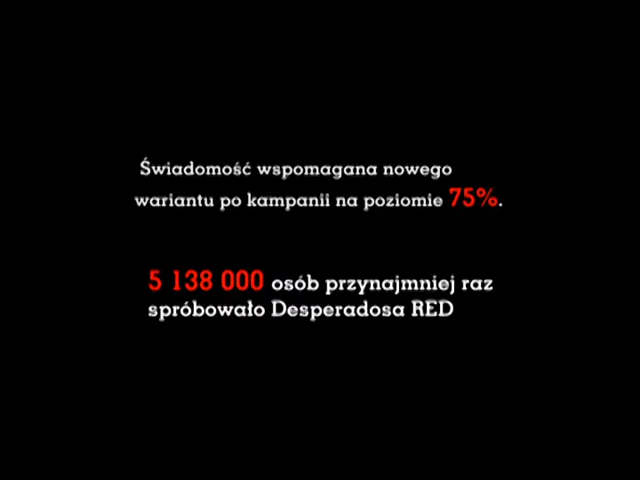 Świadomość wspomagana nowego
wariantu po kampanii na poziomie 75%.
5 138 000 osób przynajmniej raz
spróbowało Desperadosa RED